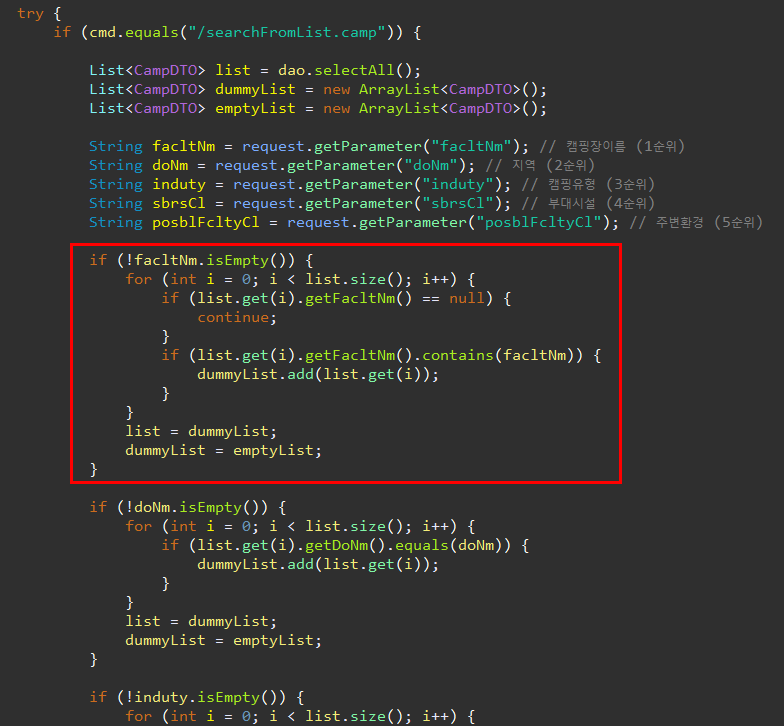 try {
if (cmd.equals("/searchFromList.camp")) {
List<CampDTO> list = dao.selectAll();
List<CampDTO> dummyList = new ArrayList<CampDTO>();
List<CampDTO> emptyList = new ArrayList<CampDTO>();
String facltNm = request.getParameter("facltNm"); // 캠핑장이름 (1순위)
String doNm = request.getParameter("doNm"); // 지역 (2순위)
String induty = request.getParameter("induty"); // 캠핑유형 (3순위)
String sbrsCl = request.getParameter("sbrsCl"); // 부대시설 (4순위)
String posblFcltyCl = request.getParameter("posblFcltyCl"); // 주변환경 (5순위)
if (!facltNm.isEmpty()) {
for (int i = 0; i < list.size(); i++) {
if (list.get(i).getFacltNm() == null) {
continue;
}
if (list.get(i).getFacltNm().contains(facltNm)) {
dummyList.add(list.get(i));
}
}
list = dummyList;
dummyList = emptyList;
}
if (!doNm.isEmpty()) {
for (int i = 0; i < list.size(); i++) {
if (list.get(i).getDoNm().equals(doNm)) {
dummyList.add(list.get(i));
}
}
list = dummyList;
dummyList = emptyList;
}
if (!induty.isEmpty()) {
for (int i = 0; i < list.size(); i++) {